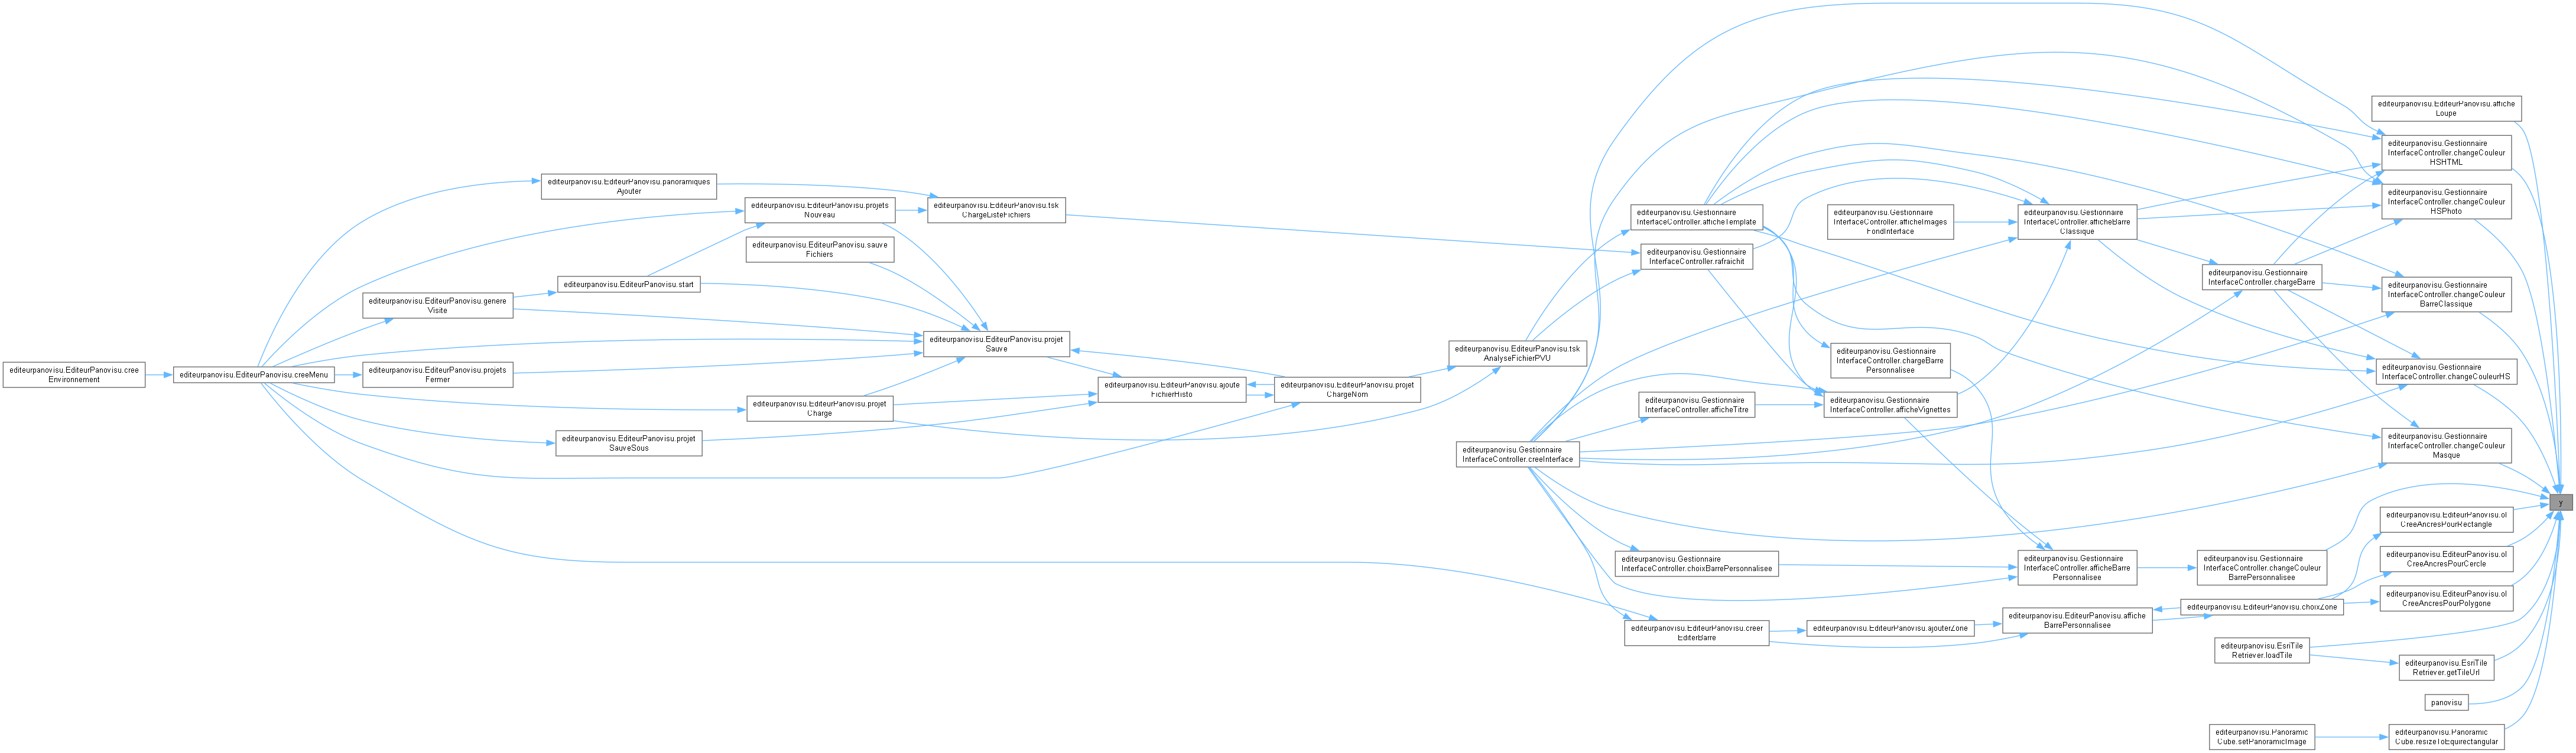 editeurpanovisu.EditeurPanovisu.cree
Environnement
editeurpanovisu.EditeurPanovisu.creeMenu
editeurpanovisu.EditeurPanovisu.genere
Visite
editeurpanovisu.EditeurPanovisu.projets
Fermer
editeurpanovisu.EditeurPanovisu.panoramiques
Ajouter
editeurpanovisu.EditeurPanovisu.start
editeurpanovisu.EditeurPanovisu.projet
SauveSous
editeurpanovisu.EditeurPanovisu.projets
Nouveau
editeurpanovisu.EditeurPanovisu.sauve
Fichiers
editeurpanovisu.EditeurPanovisu.projet
Charge
editeurpanovisu.EditeurPanovisu.tsk
ChargeListeFichiers
editeurpanovisu.EditeurPanovisu.projet
Sauve
editeurpanovisu.EditeurPanovisu.ajoute
FichierHisto
editeurpanovisu.EditeurPanovisu.projet
ChargeNom
editeurpanovisu.EditeurPanovisu.tsk
AnalyseFichierPVU
editeurpanovisu.Gestionnaire
InterfaceController.creeInterface
editeurpanovisu.Gestionnaire
InterfaceController.afficheTemplate
editeurpanovisu.Gestionnaire
InterfaceController.rafraichit
editeurpanovisu.Gestionnaire
InterfaceController.afficheTitre
editeurpanovisu.Gestionnaire
InterfaceController.choixBarrePersonnalisee
editeurpanovisu.EditeurPanovisu.creer
EditerBarre
editeurpanovisu.Gestionnaire
InterfaceController.afficheImages
FondInterface
editeurpanovisu.Gestionnaire
InterfaceController.chargeBarre
Personnalisee
editeurpanovisu.Gestionnaire
InterfaceController.afficheVignettes
editeurpanovisu.EditeurPanovisu.ajouterZone
editeurpanovisu.Gestionnaire
InterfaceController.afficheBarre
Classique
editeurpanovisu.Gestionnaire
InterfaceController.afficheBarre
Personnalisee
editeurpanovisu.EditeurPanovisu.affiche
BarrePersonnalisee
editeurpanovisu.Gestionnaire
InterfaceController.chargeBarre
editeurpanovisu.Gestionnaire
InterfaceController.changeCouleur
BarrePersonnalisee
editeurpanovisu.EditeurPanovisu.choixZone
editeurpanovisu.EsriTile
Retriever.loadTile
editeurpanovisu.Panoramic
Cube.setPanoramicImage
editeurpanovisu.EditeurPanovisu.affiche
Loupe
editeurpanovisu.Gestionnaire
InterfaceController.changeCouleur
HSHTML
editeurpanovisu.Gestionnaire
InterfaceController.changeCouleur
HSPhoto
editeurpanovisu.Gestionnaire
InterfaceController.changeCouleur
BarreClassique
editeurpanovisu.Gestionnaire
InterfaceController.changeCouleurHS
editeurpanovisu.Gestionnaire
InterfaceController.changeCouleur
Masque
editeurpanovisu.EditeurPanovisu.ol
CreeAncresPourRectangle
editeurpanovisu.EditeurPanovisu.ol
CreeAncresPourCercle
editeurpanovisu.EditeurPanovisu.ol
CreeAncresPourPolygone
editeurpanovisu.EsriTile
Retriever.getTileUrl
panovisu
editeurpanovisu.Panoramic
Cube.resizeToEquirectangular
y